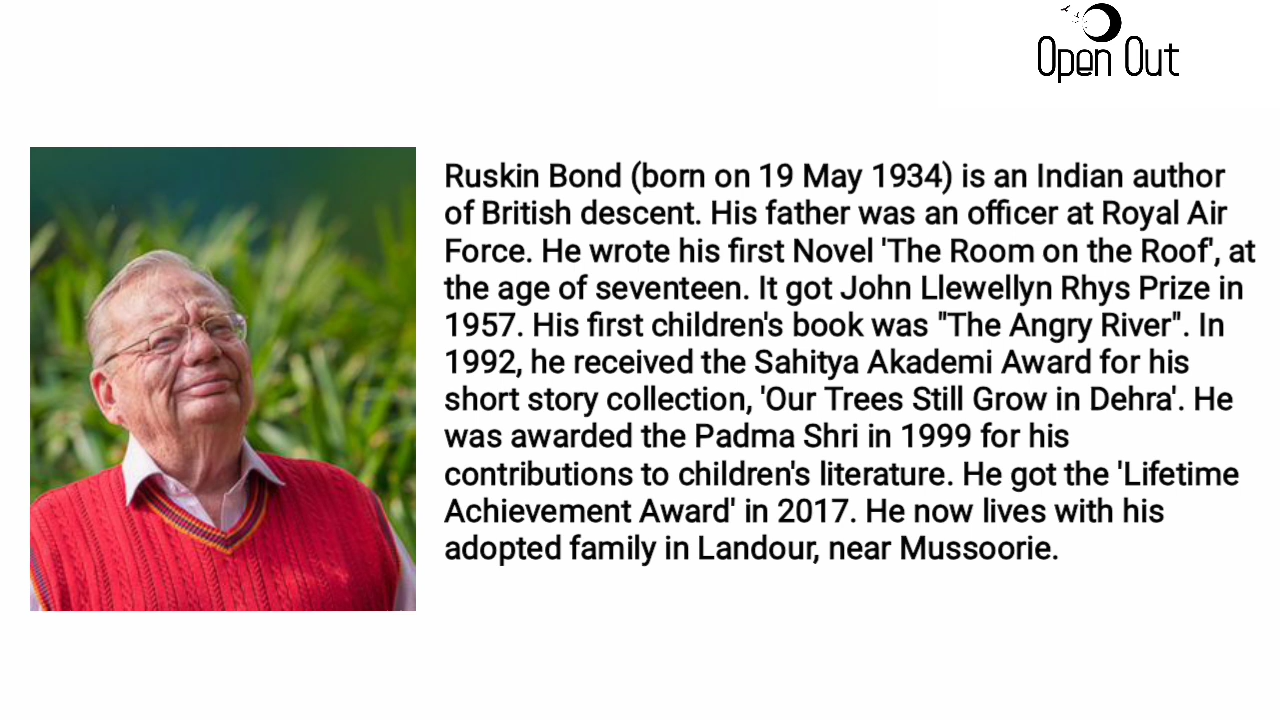 Open Out
Ruskin Bond (born on 19 May 1934) is an Indian author
of British descent. His father was an officer at Royal Air
Force. He wrote his first Novel 'The Room on the Roof', at
the age of seventeen. It got John Llewellyn Rhys Prize in
1957. His first children's book was "The Angry River". In
1992, he received the Sahitya Akademi Award for his
short story collection, 'Our Trees Still Grow in Dehra'. He
was awarded the Padma Shri in 1999 for his
contributions to children's literature. He got the 'Lifetime
Achievement Award' in 2017. He now lives with his
adopted family in Landour, near Mussoorie.